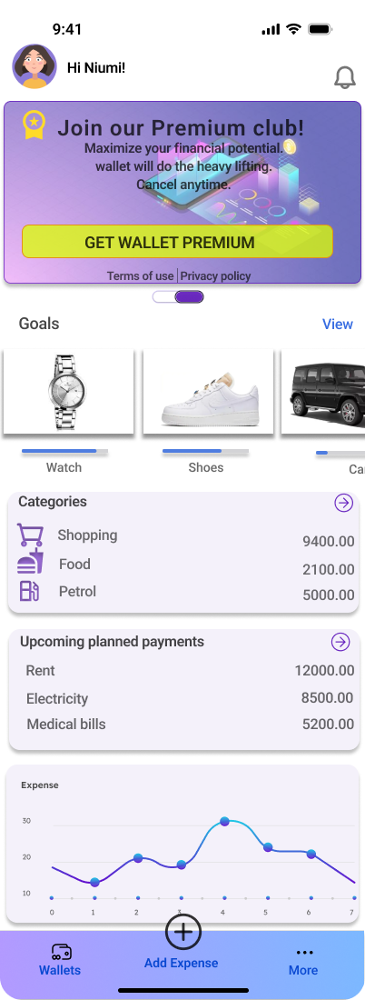 9:41
Hi Niumi!
Join our Premium club!
Maximize your financial potential.
wallet will do the heavy lifting.
Cancel anytime.
GET WALLET PREMIUM
Terms of use | Privacy policy
Goals View
Watch Shoes Ca
Categories
Shopping 9400.00
Food 2100.00
Petrol 5000.00
Upcoming planned payments
Rent 12000.00
Electricity 8500.00
Medical bills 5200.00
Expense
30
20
10
0 1 2 3 4 5 6 7
Wallets Add Expense More